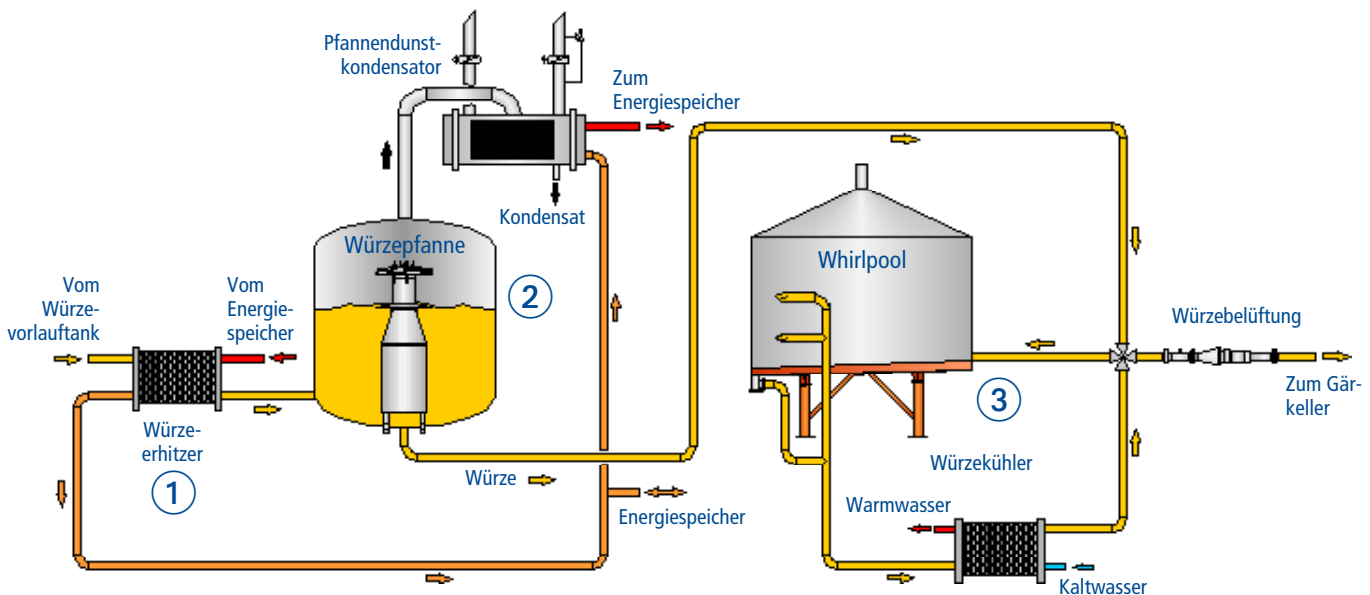 Pfannendunst-
kondensator
Zum
Energiespeicher
Kondensat
Würzepfanne
Whirlpool
2
Vom
Würze-
vorlauftank
Vom
Energie-
speicher
Würzebelüftung
Zum Gär-
keller
3
Würze-
erhitzer
1
Würze
Energiespeicher
Würzekühler
Warmwasser
Kaltwasser